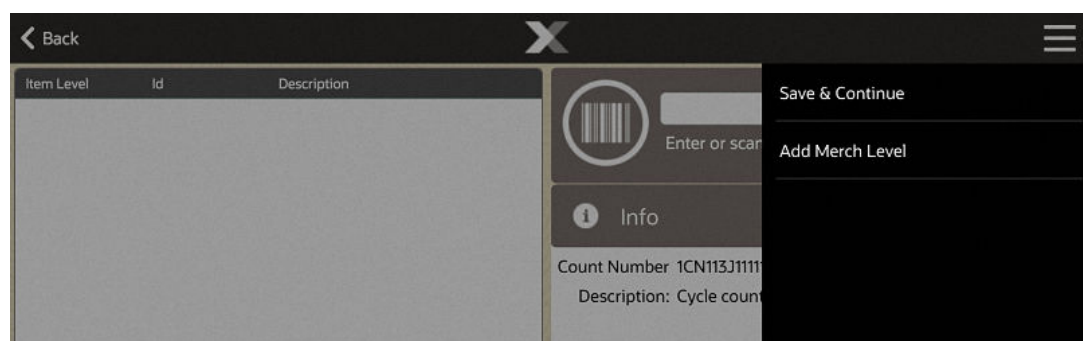 Back
Item Level Id Description
Enter or scan
Info
Count Number 1CN113J11111
Description: Cycle count
Save & Continue
Add Merch Level